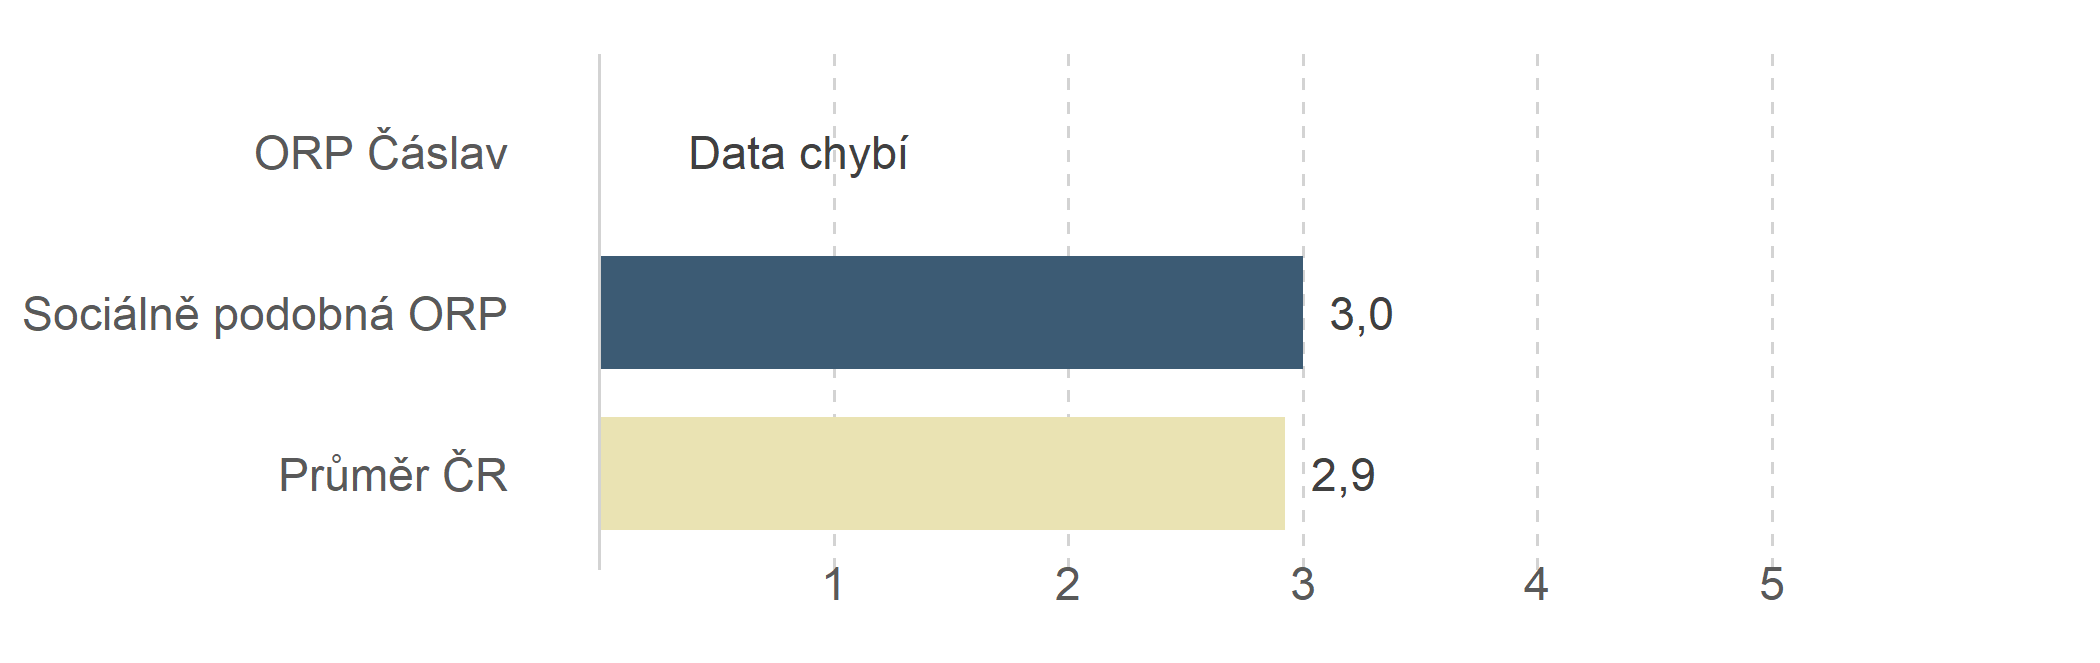 ORP Čáslav Data chybí
Sociálně podobná ORP 3,0
Průměr ČR 2,9
1 2 3 4 5